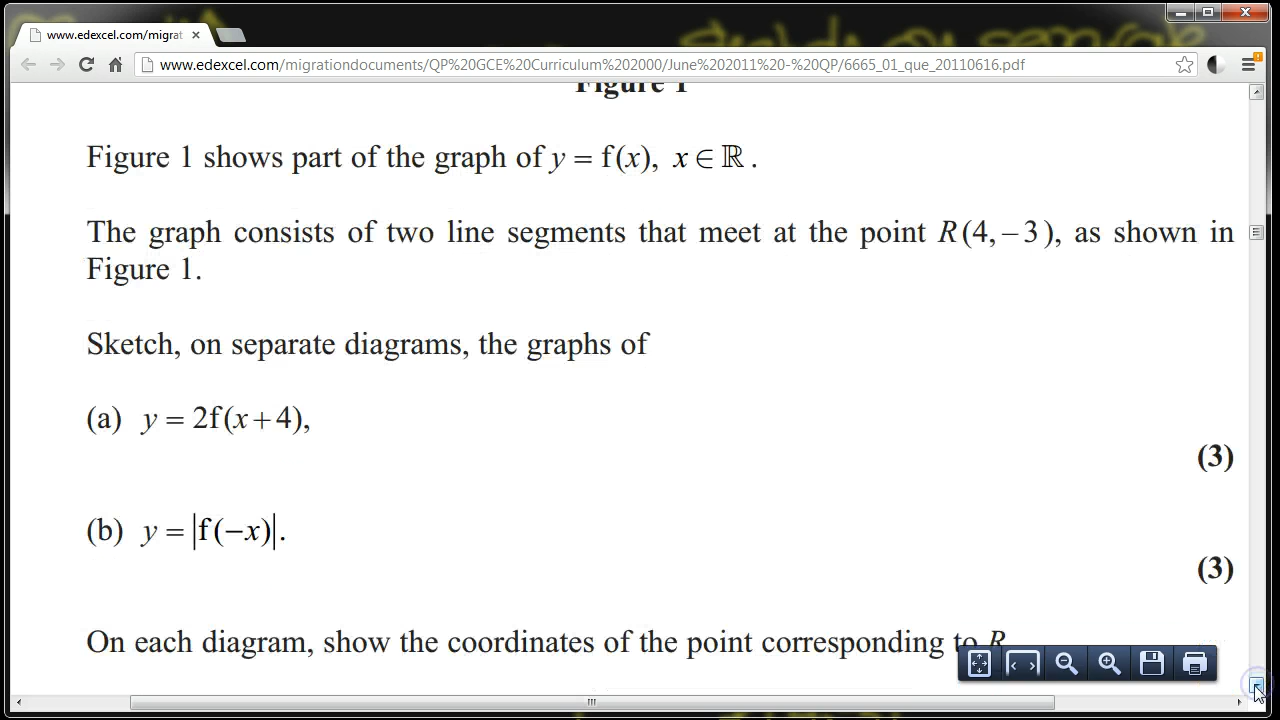 www.edexcel.com/migrat
www.edexcel.com/migrationdocuments/QP%20GCE%20Curriculum%202000/June%202011%20-%20QP/6665_01_que_20110616.pdf
Figure 1
Figure 1 shows part of the graph of y = f(x), x ∈ ℝ.
The graph consists of two line segments that meet at the point R(4, –3), as shown in
Figure 1.
Sketch, on separate diagrams, the graphs of
(a) y = 2f(x + 4),
(3)
(b) y = |f(−x)|.
(3)
On each diagram, show the coordinates of the point corresponding to R